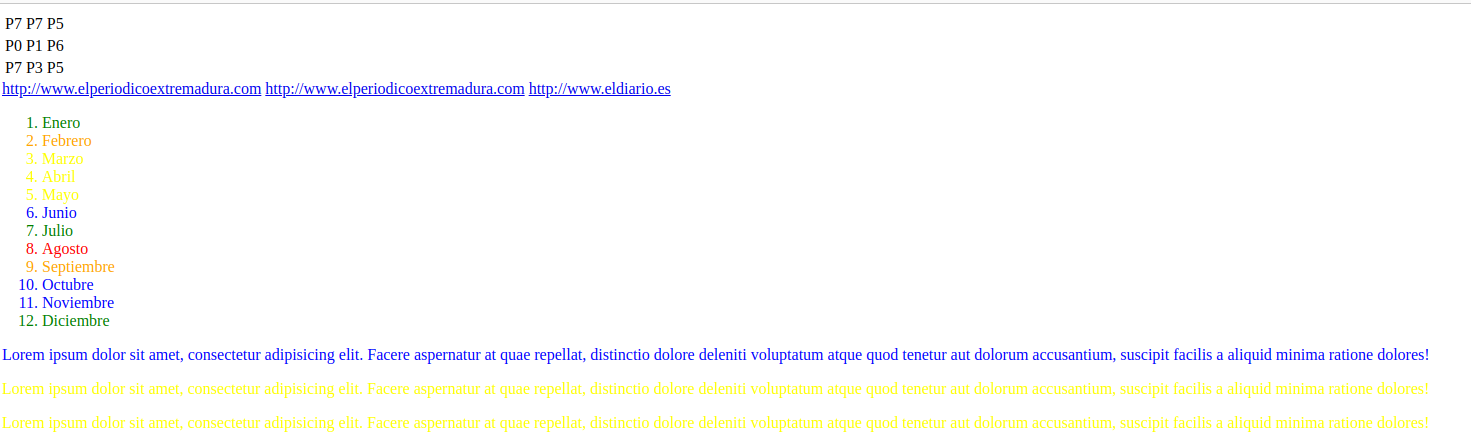 P7 P7 P5
P0 P1 P6
P7 P3 P5
http://www.elperiodicoextremadura.com http://www.elperiodicoextremadura.com http://www.eldiario.es
1. Enero
2. Febrero
3. Marzo
4. Abril
5. Mayo
6. Junio
7. Julio
8. Agosto
9. Septiembre
10. Octubre
11. Noviembre
12. Diciembre
Lorem ipsum dolor sit amet, consectetur adipisicing elit. Facere aspernatur at quae repellat, distinctio dolore deleniti voluptatum atque quod tenetur aut dolorum accusantium, suscipit facilis a aliquid minima ratione dolores!
Lorem ipsum dolor sit amet, consectetur adipisicing elit. Facere aspernatur at quae repellat, distinctio dolore deleniti voluptatum atque quod tenetur aut dolorum accusantium, suscipit facilis a aliquid minima ratione dolores!
Lorem ipsum dolor sit amet, consectetur adipisicing elit. Facere aspernatur at quae repellat, distinctio dolore deleniti voluptatum atque quod tenetur aut dolorum accusantium, suscipit facilis a aliquid minima ratione dolores!